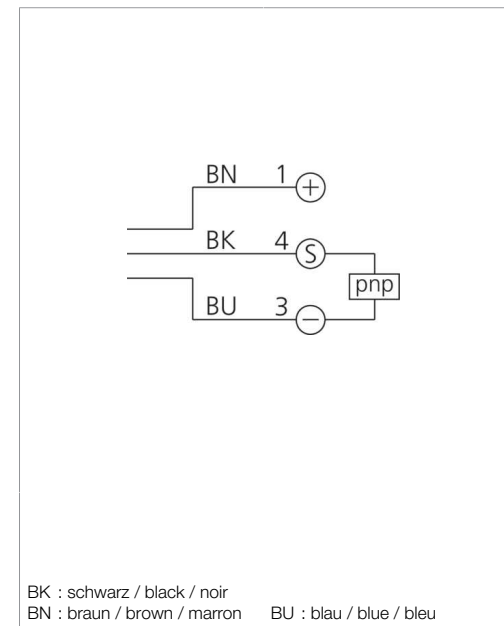 BN 1 +
BK 4 S
pnp
BU 3 −
BK : schwarz / black / noir
BN : braun / brown / marron BU : blau / blue / bleu